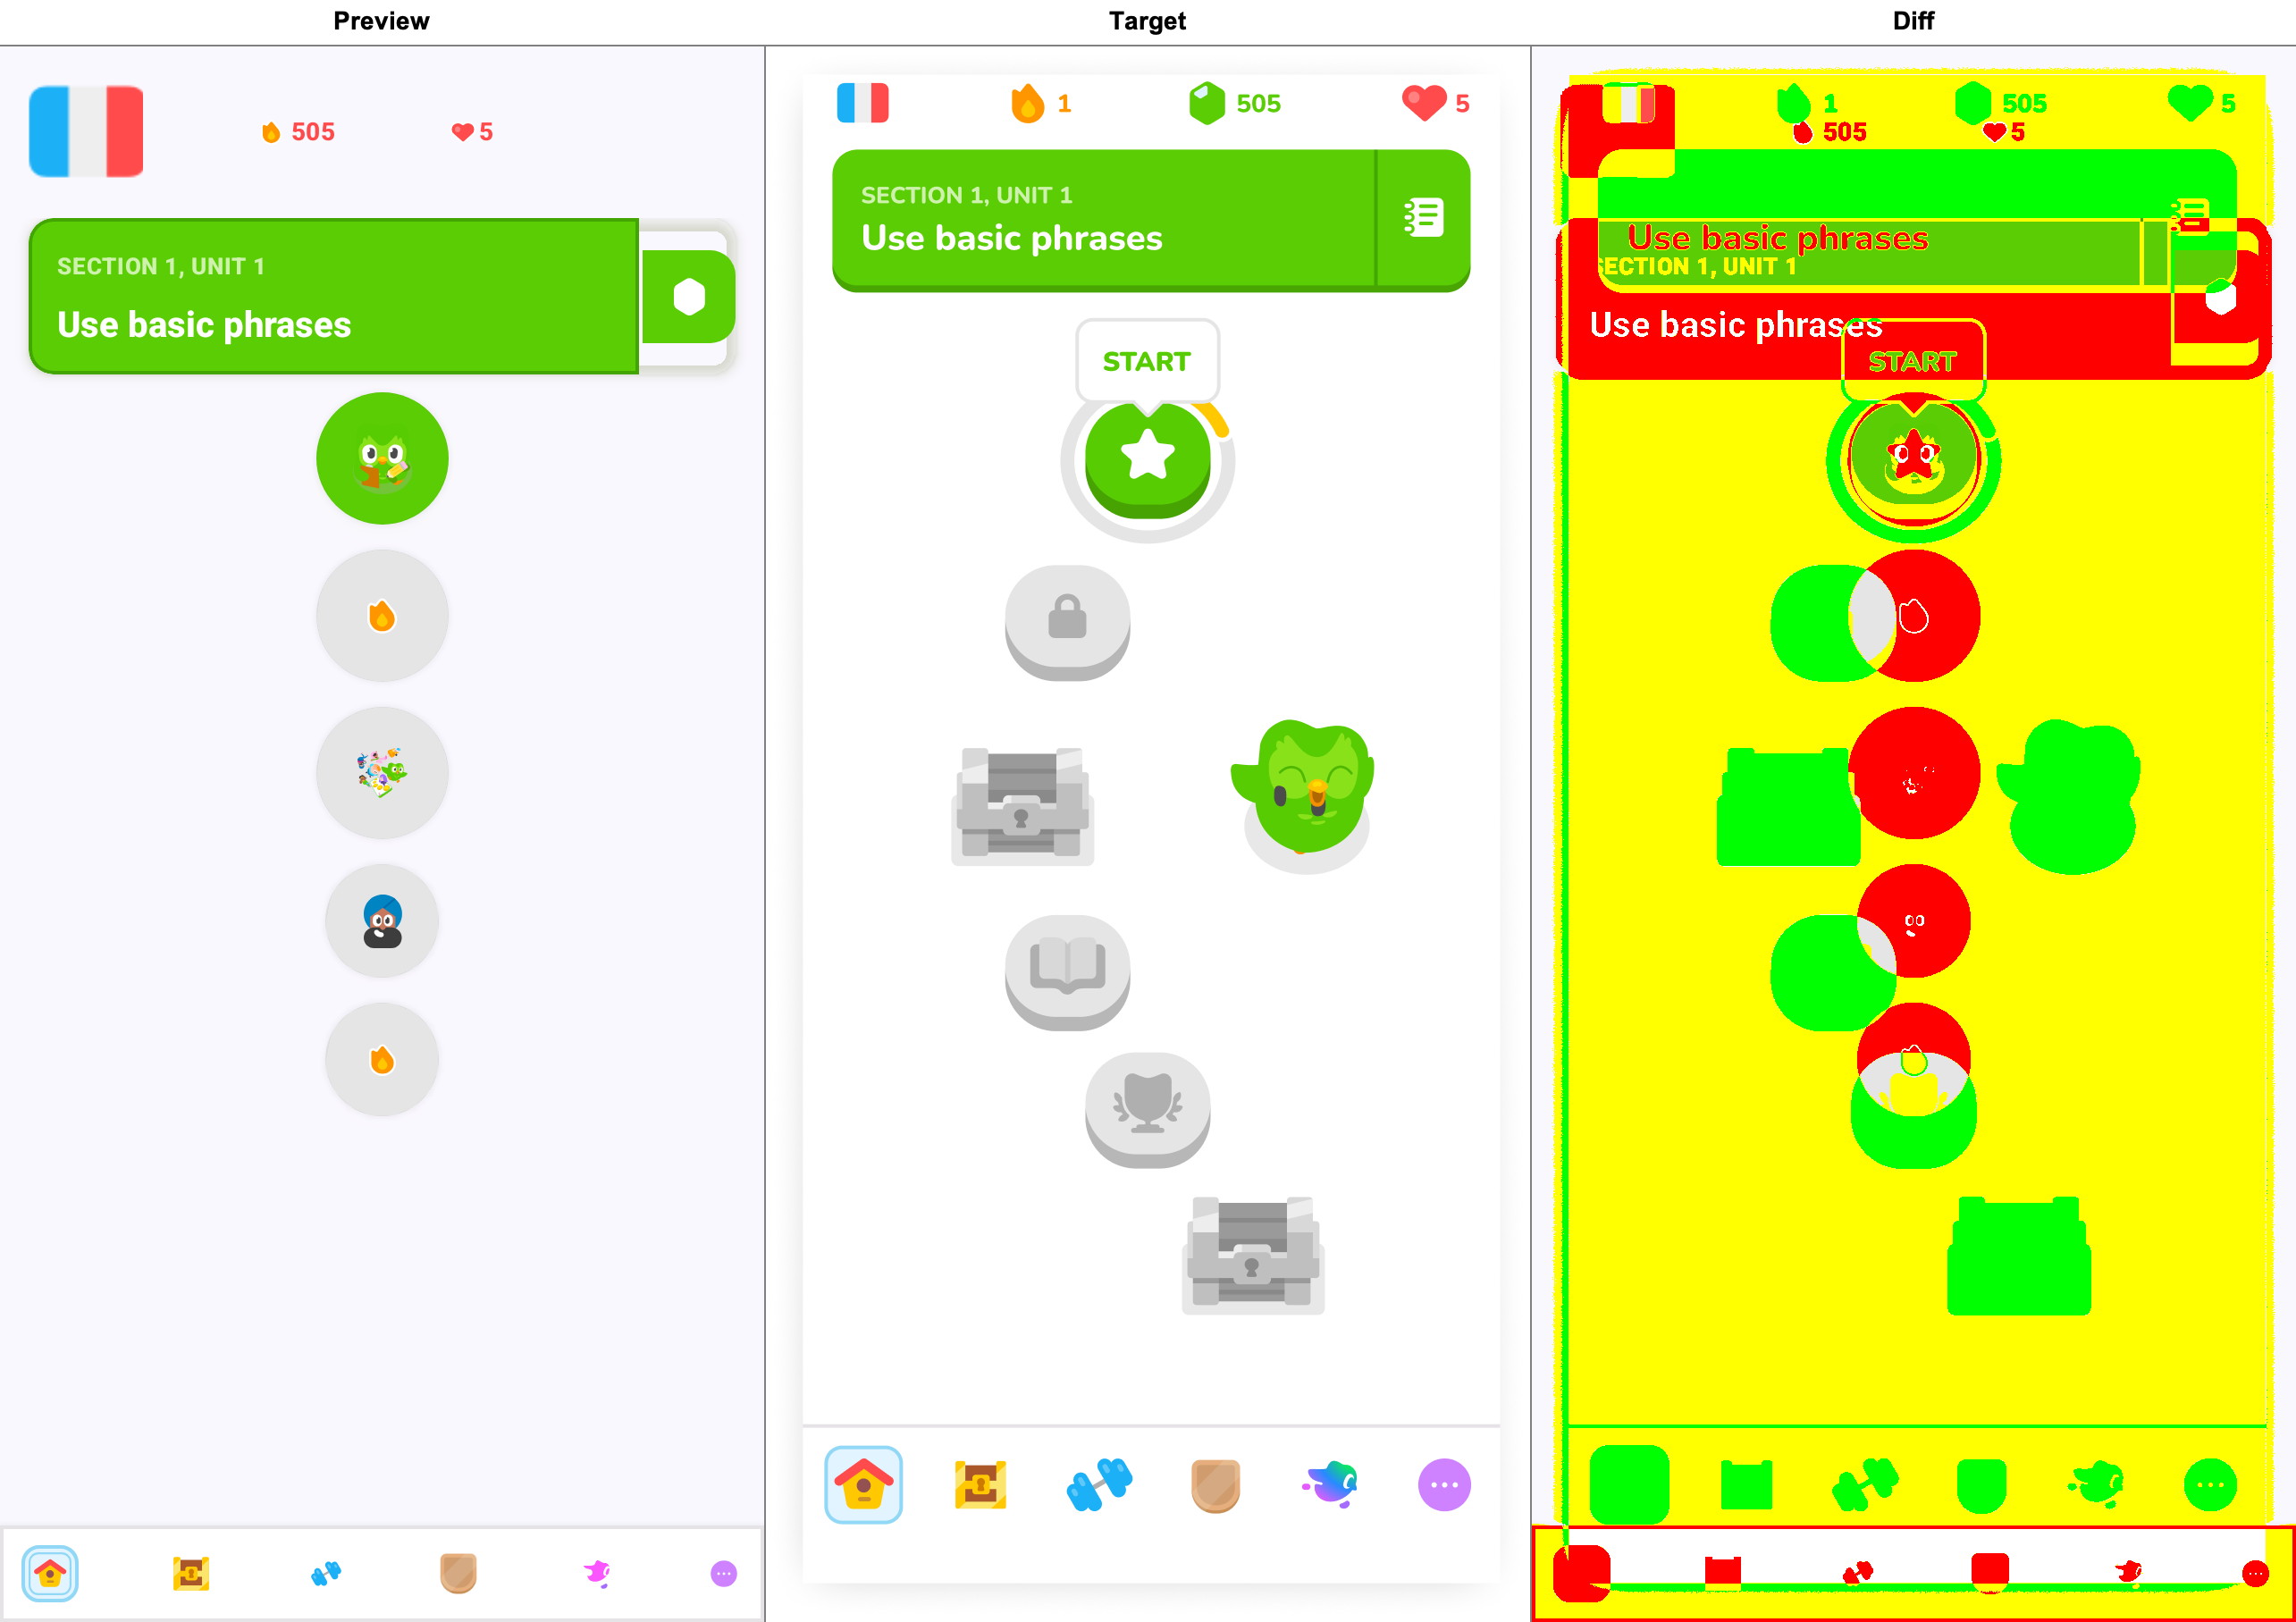 Preview
505
5
SECTION 1, UNIT 1
Use basic phrases
Target
1
505
5
SECTION 1, UNIT 1
Use basic phrases
START
Diff
1
505
5
505
5
Use basic phrases
SECTION 1, UNIT 1
Use basic phrases
START